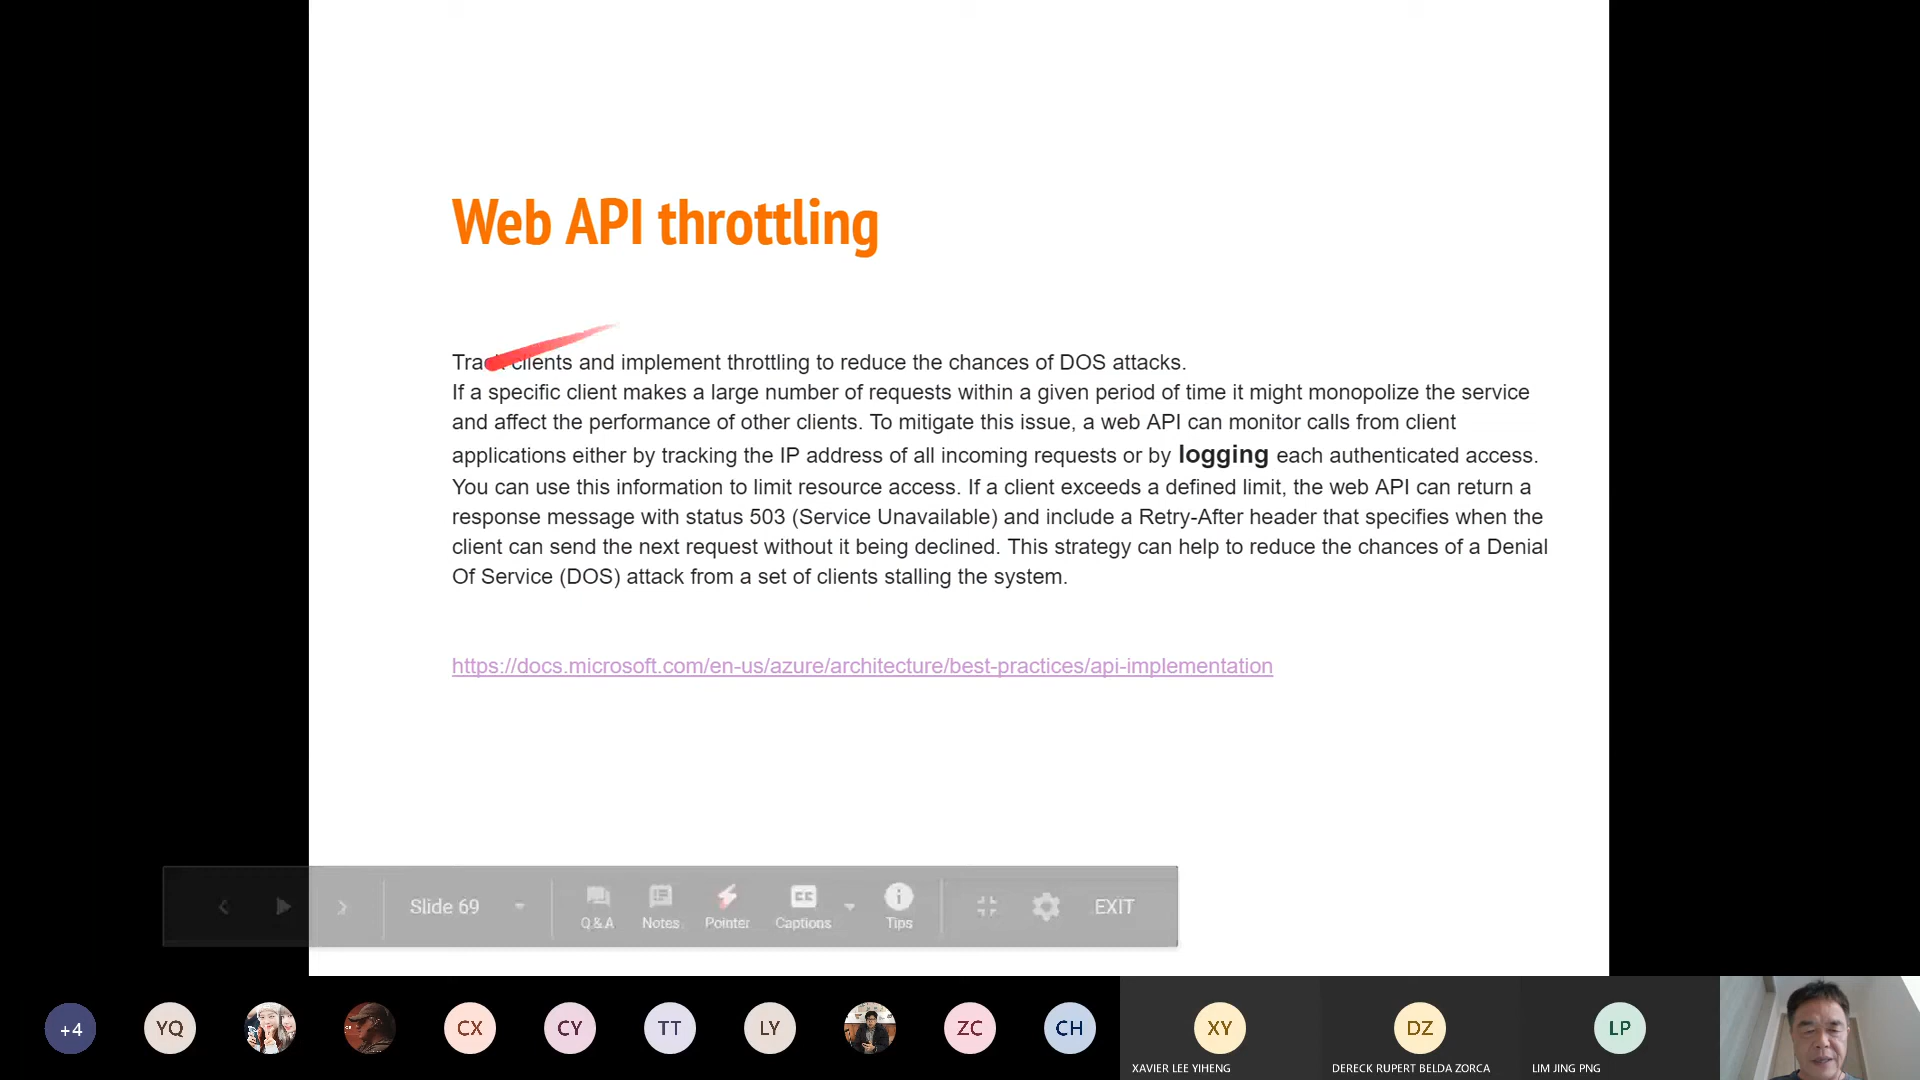 Web API throttling
Track clients and implement throttling to reduce the chances of DOS attacks.
If a specific client makes a large number of requests within a given period of time it might monopolize the service
and affect the performance of other clients. To mitigate this issue, a web API can monitor calls from client
applications either by tracking the IP address of all incoming requests or by logging each authenticated access.
You can use this information to limit resource access. If a client exceeds a defined limit, the web API can return a
response message with status 503 (Service Unavailable) and include a Retry-After header that specifies when the
client can send the next request without it being declined. This strategy can help to reduce the chances of a Denial
Of Service (DOS) attack from a set of clients stalling the system.
https://docs.microsoft.com/en-us/azure/architecture/best-practices/api-implementation
Slide 69
Q&A
Notes
Pointer
CC
Captions
Tips
EXIT
+4
YQ
CX
CY
TT
LY
ZC
CH
XY
DZ
LP
XAVIER LEE YIHENG
DERECK RUPERT BELDA ZORCA
LIM JING PNG